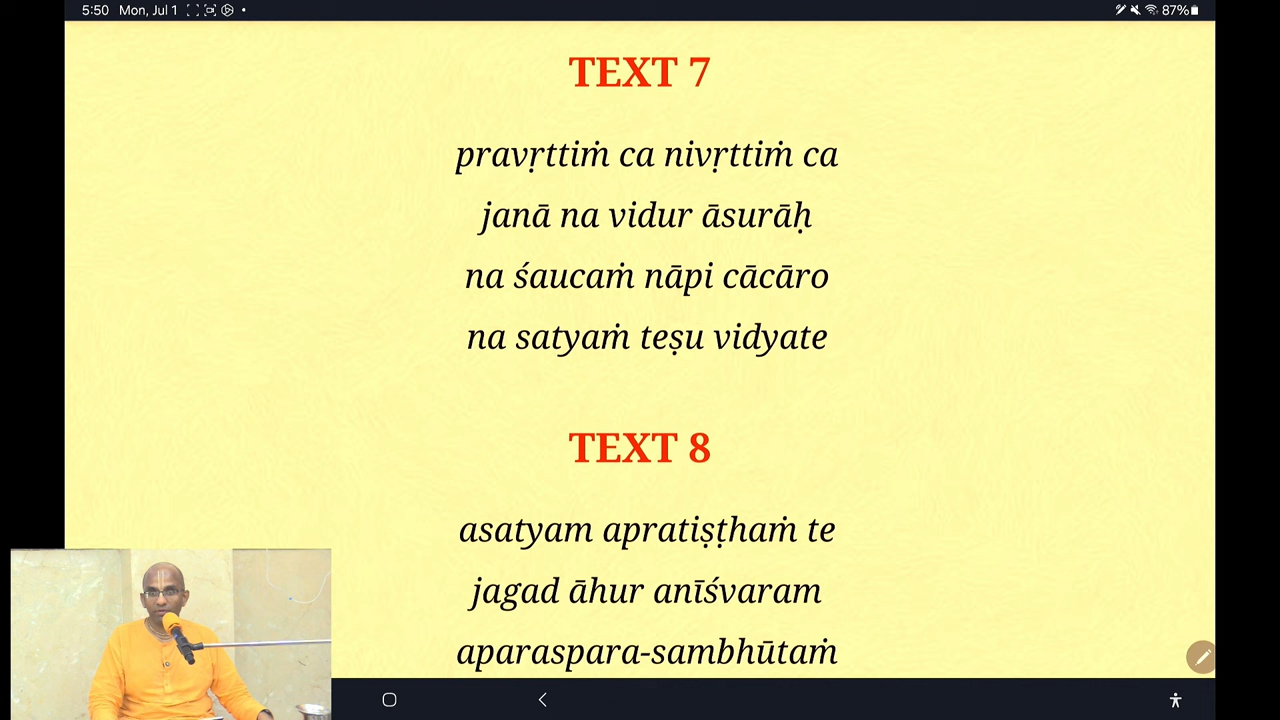 5:50 Mon, Jul 1 87%
TEXT 7
pravṛttiṁ ca nivṛttiṁ ca
janā na vidur āsurāḥ
na śaucaṁ nāpi cācāro
na satyaṁ teṣu vidyate
TEXT 8
asatyam apratiṣṭhaṁ te
jagad āhur anīśvaram
aparaspara-sambhūtaṁ